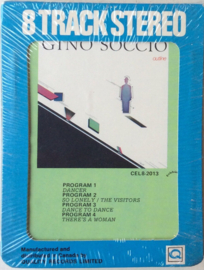 8 TRACK STEREO
GINO SOCCIO
outline
CEL8-2013
PROGRAM 1
DANCER
PROGRAM 2
SO LONELY / THE VISITORS
PROGRAM 3
DANCE TO DANCE
PROGRAM 4
THERE'S A WOMAN
Manufactured and
Q